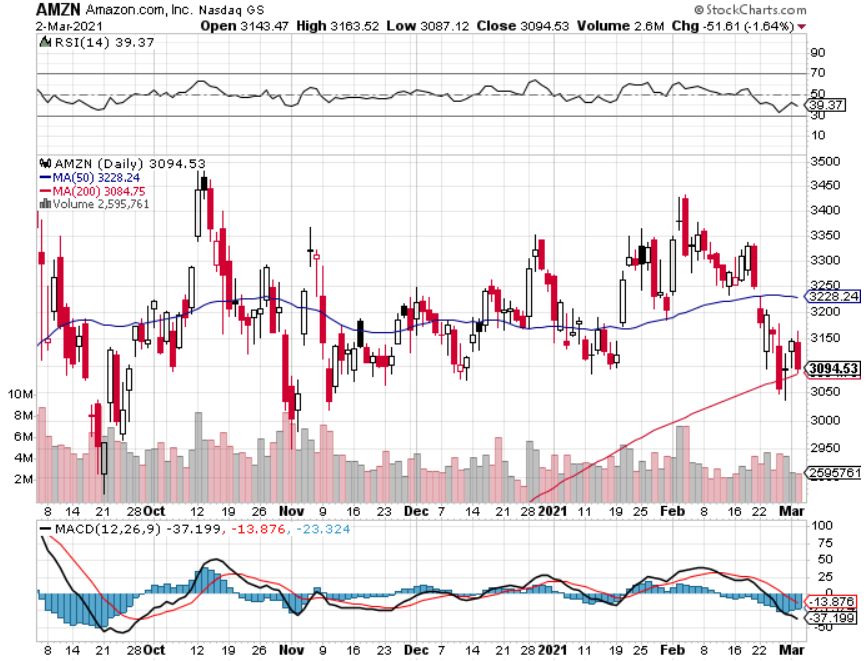 AMZN Amazon.com, Inc. Nasdaq GS © StockCharts.com
2-Mar-2021 Open 3143.47 High 3163.52 Low 3087.12 Close 3094.53 Volume 2.6M Chg -51.61 (-1.64%)
RSI(14) 39.37
90
70
50
39.37
30
10
AMZN (Daily) 3094.53
MA(50) 3228.24
MA(200) 3084.75
Volume 2,595,761
3500
3450
3400
3350
3300
3250
3228.24
3200
3150
3094.53
3050
3000
2950
2595761
10M
8M
6M
4M
2M
8 14 21 28 Oct 12 19 26 Nov 9 16 23 Dec 7 14 21 28 2021 11 19 25 Feb 8 16 22 Mar
MACD(12,26,9) -37.199, -13.876, -23.324
100
75
50
25
0
-13.876
-37.199
-50
8 14 21 28 Oct 12 19 26 Nov 9 16 23 Dec 7 14 21 28 2021 11 19 25 Feb 8 16 22 Mar